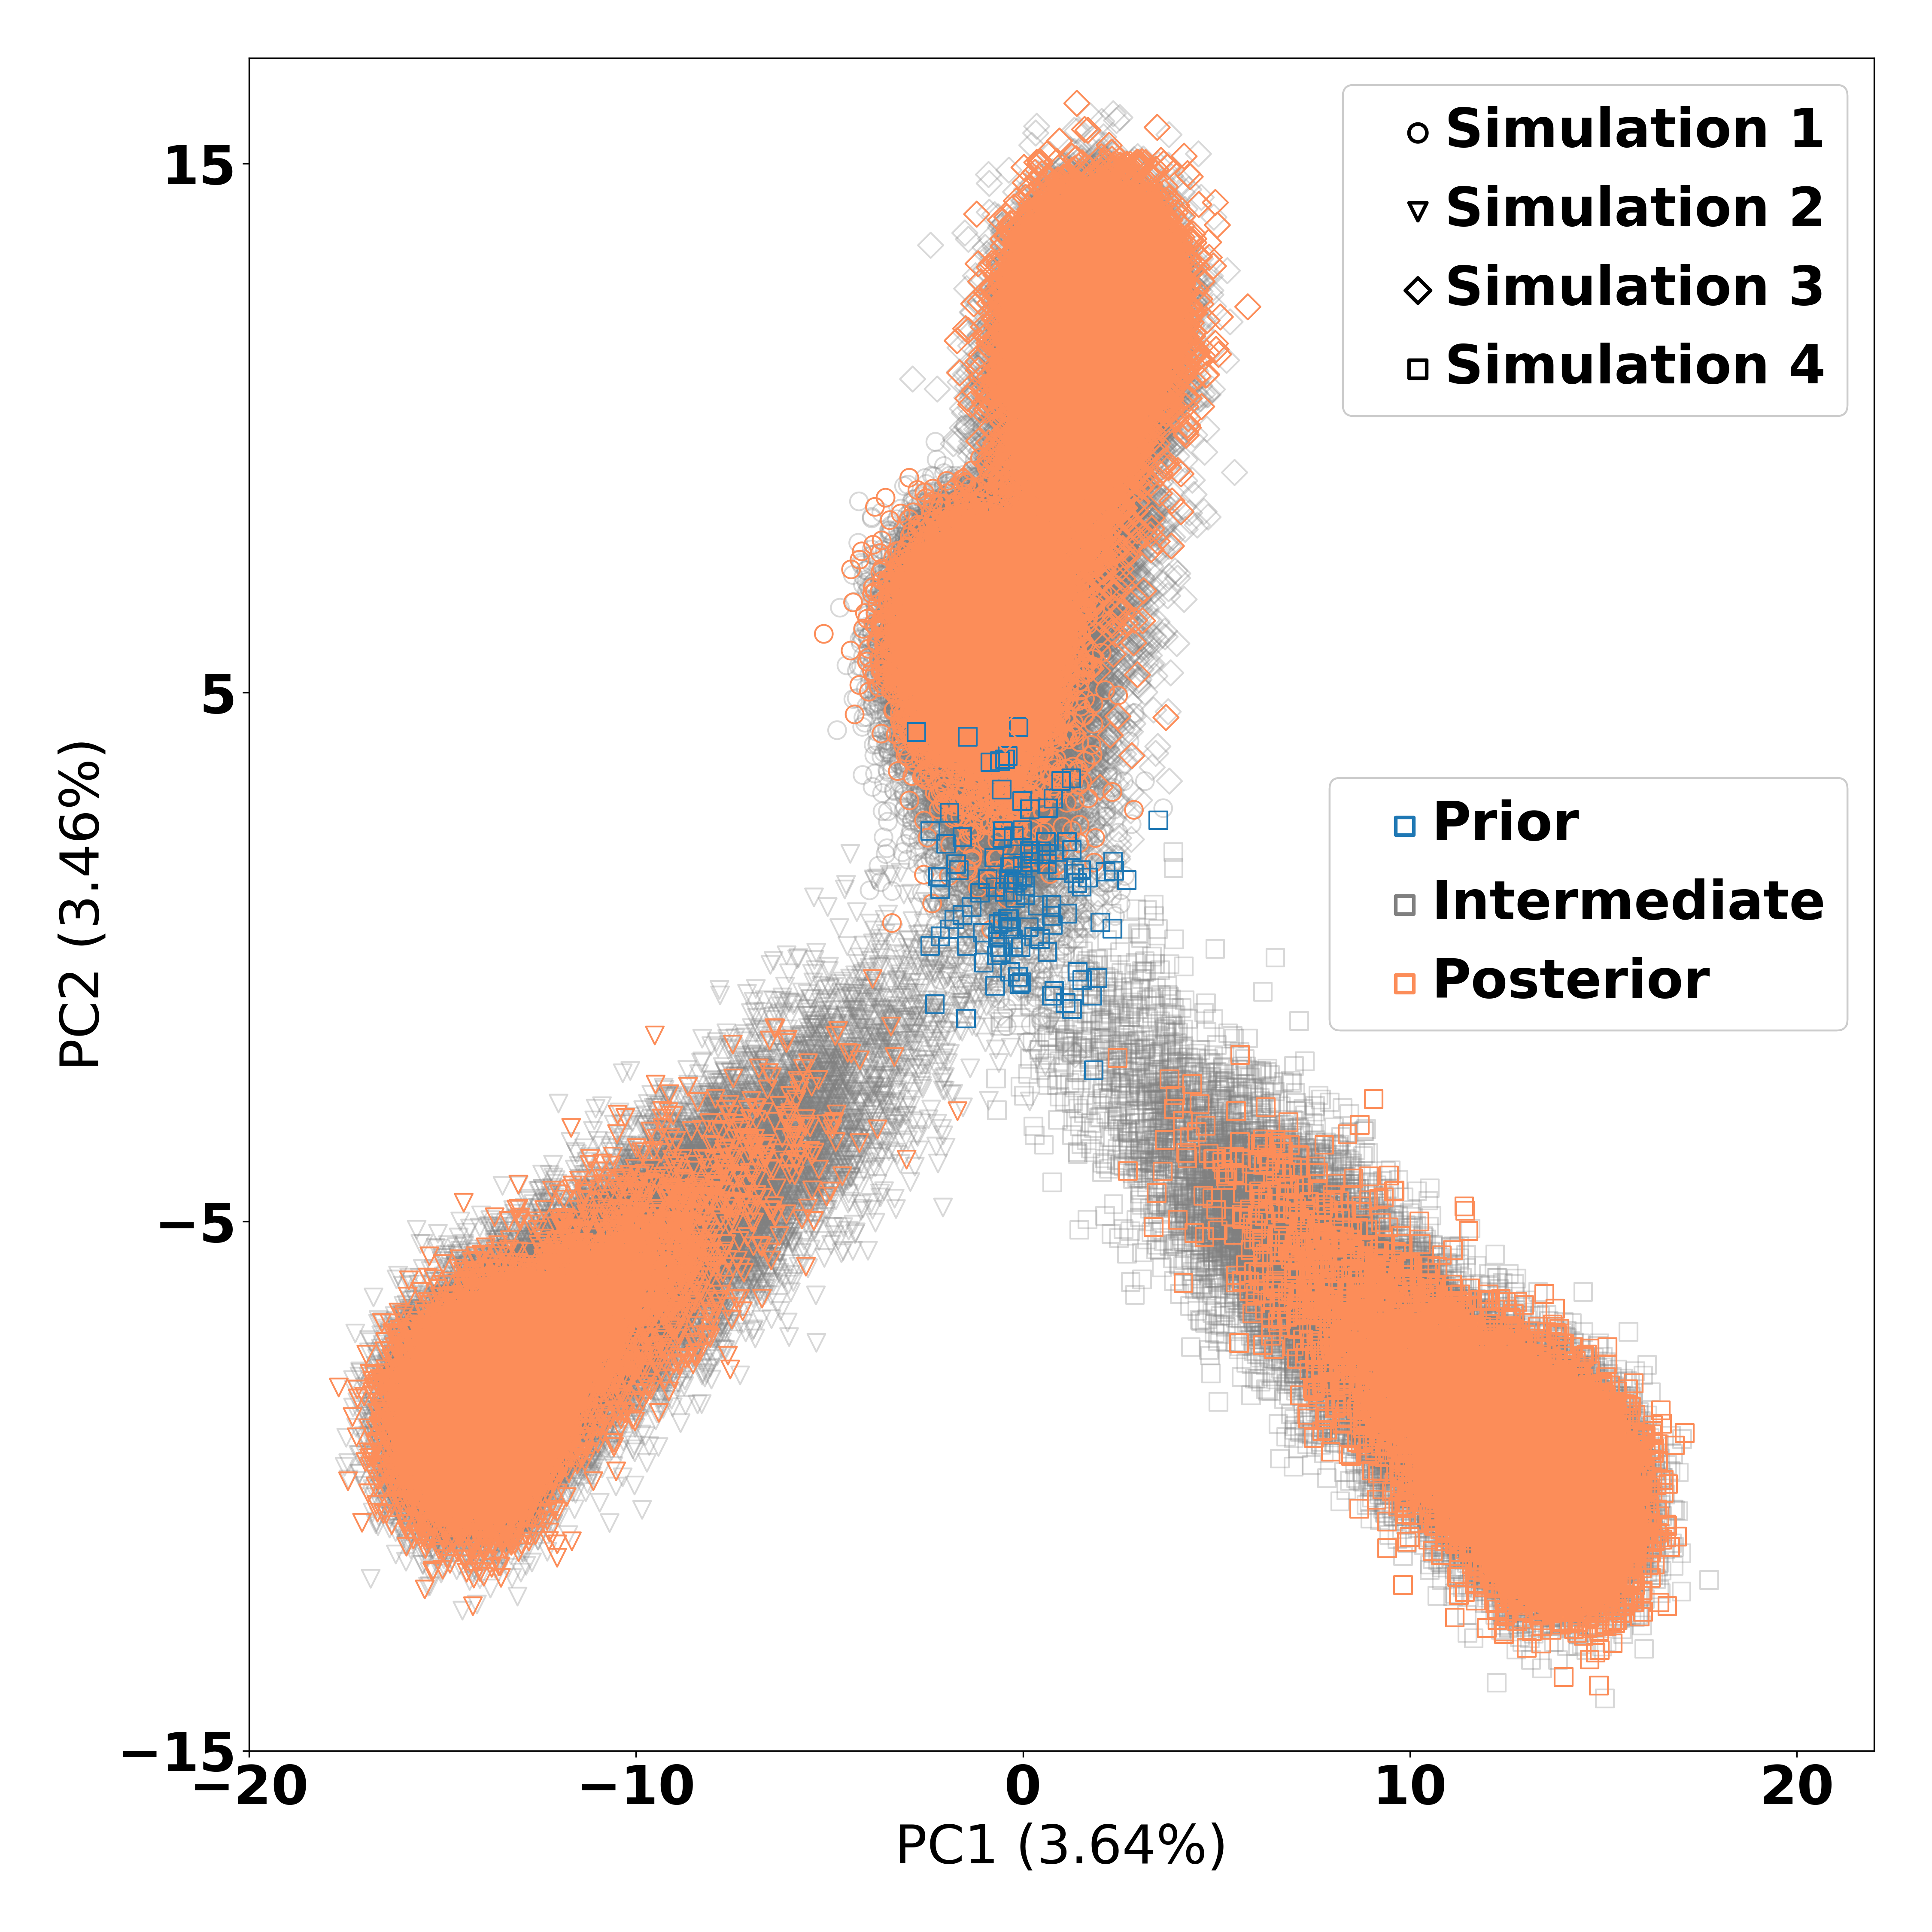 Simulation 1
Simulation 2
Simulation 3
Simulation 4
Prior
Intermediate
Posterior
PC2 (3.46%)
15
5
−5
−15
−20
−10
0
10
20
PC1 (3.64%)